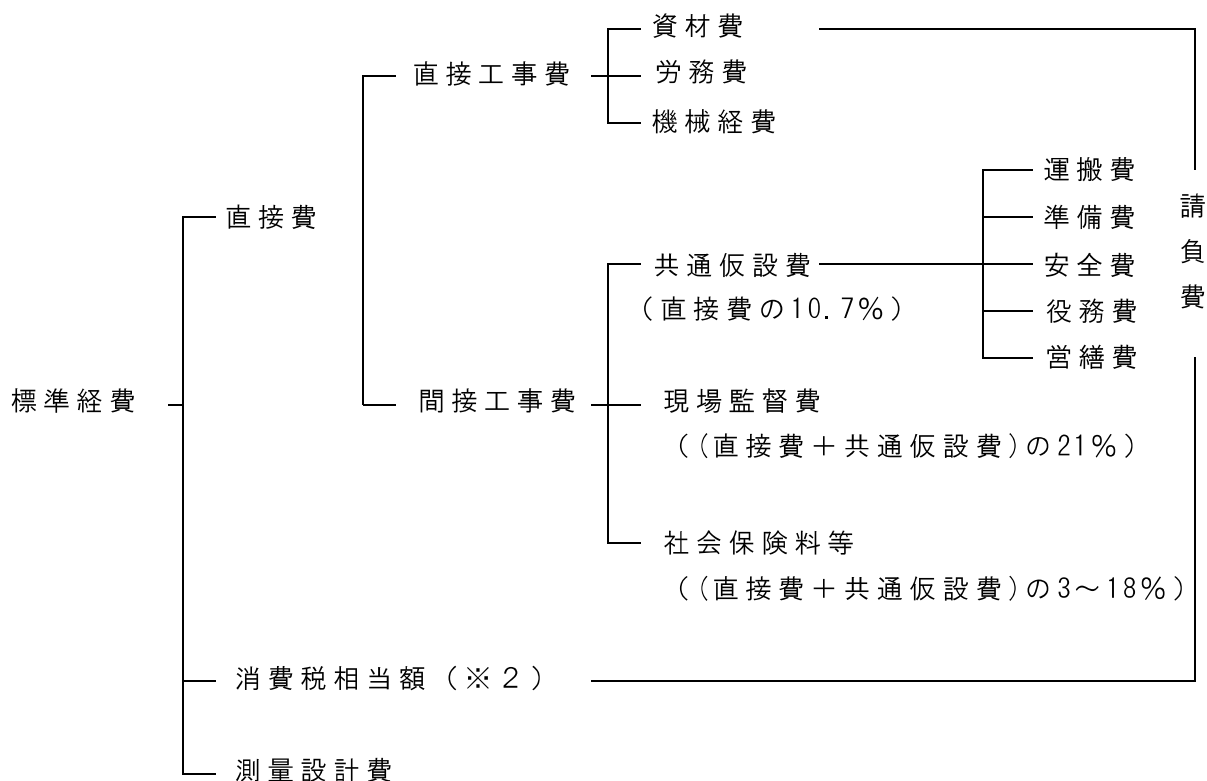 資材費
直接工事費
労務費
機械経費
運搬費
直接費
準備費
請負費
共通仮設費
安全費
(直接費の10.7%)
役務費
営繕費
標準経費
間接工事費
現場監督費
((直接費+共通仮設費)の21%)
社会保険料等
((直接費+共通仮設費)の3~18%)
消費税相当額(※2)
測量設計費